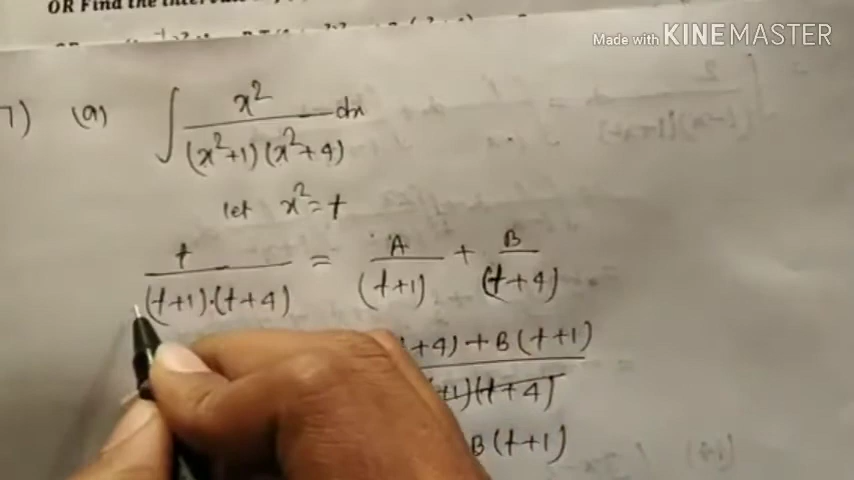 OR Find the
Made with KINEMASTER
7) (a) ∫ x² / (x²+1)(x²+4) dx
let x² = t
t / (t+1)·(t+4) = A / (t+1) + B / (t+4)
+4) + B(t+1)
+1)(t+4)
B(t+1)